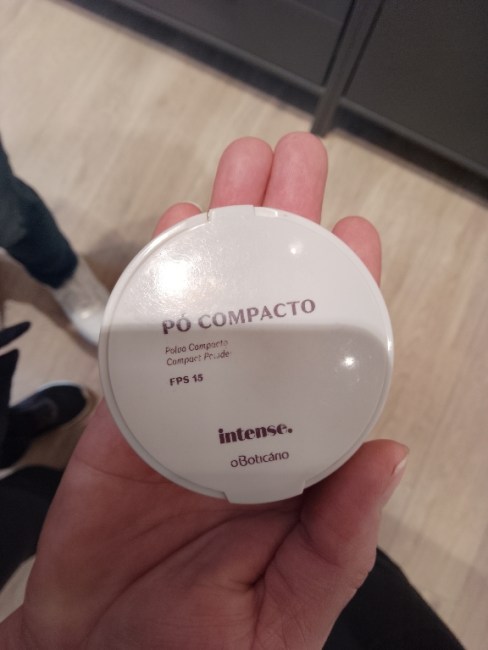 PÓ COMPACTO
Polvo Compacto
Compact Powder
FPS 15
intense.
oBoticário